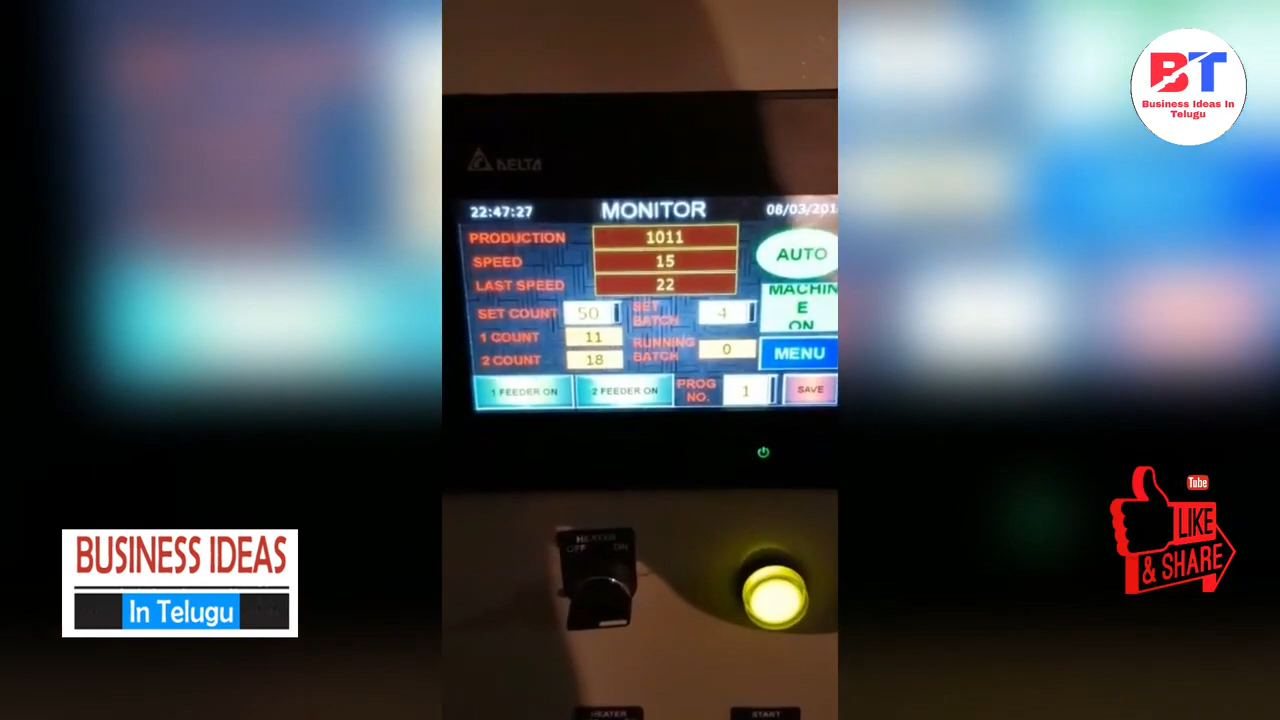 BT
Business Ideas In
Telugu
DELTA
22:47:27
MONITOR
08/03/201
PRODUCTION
1011
AUTO
SPEED
15
LAST SPEED
22
MACHIN
E
ON
SET COUNT
50
SET
BATCH
4
1 COUNT
11
RUNNING
BATCH
0
MENU
2 COUNT
18
1 FEEDER ON
2 FEEDER ON
PROG
NO.
1
SAVE
HEATER
OFF
ON
Tube
LIKE
& SHARE
BUSINESS IDEAS
In Telugu
HEATER
START